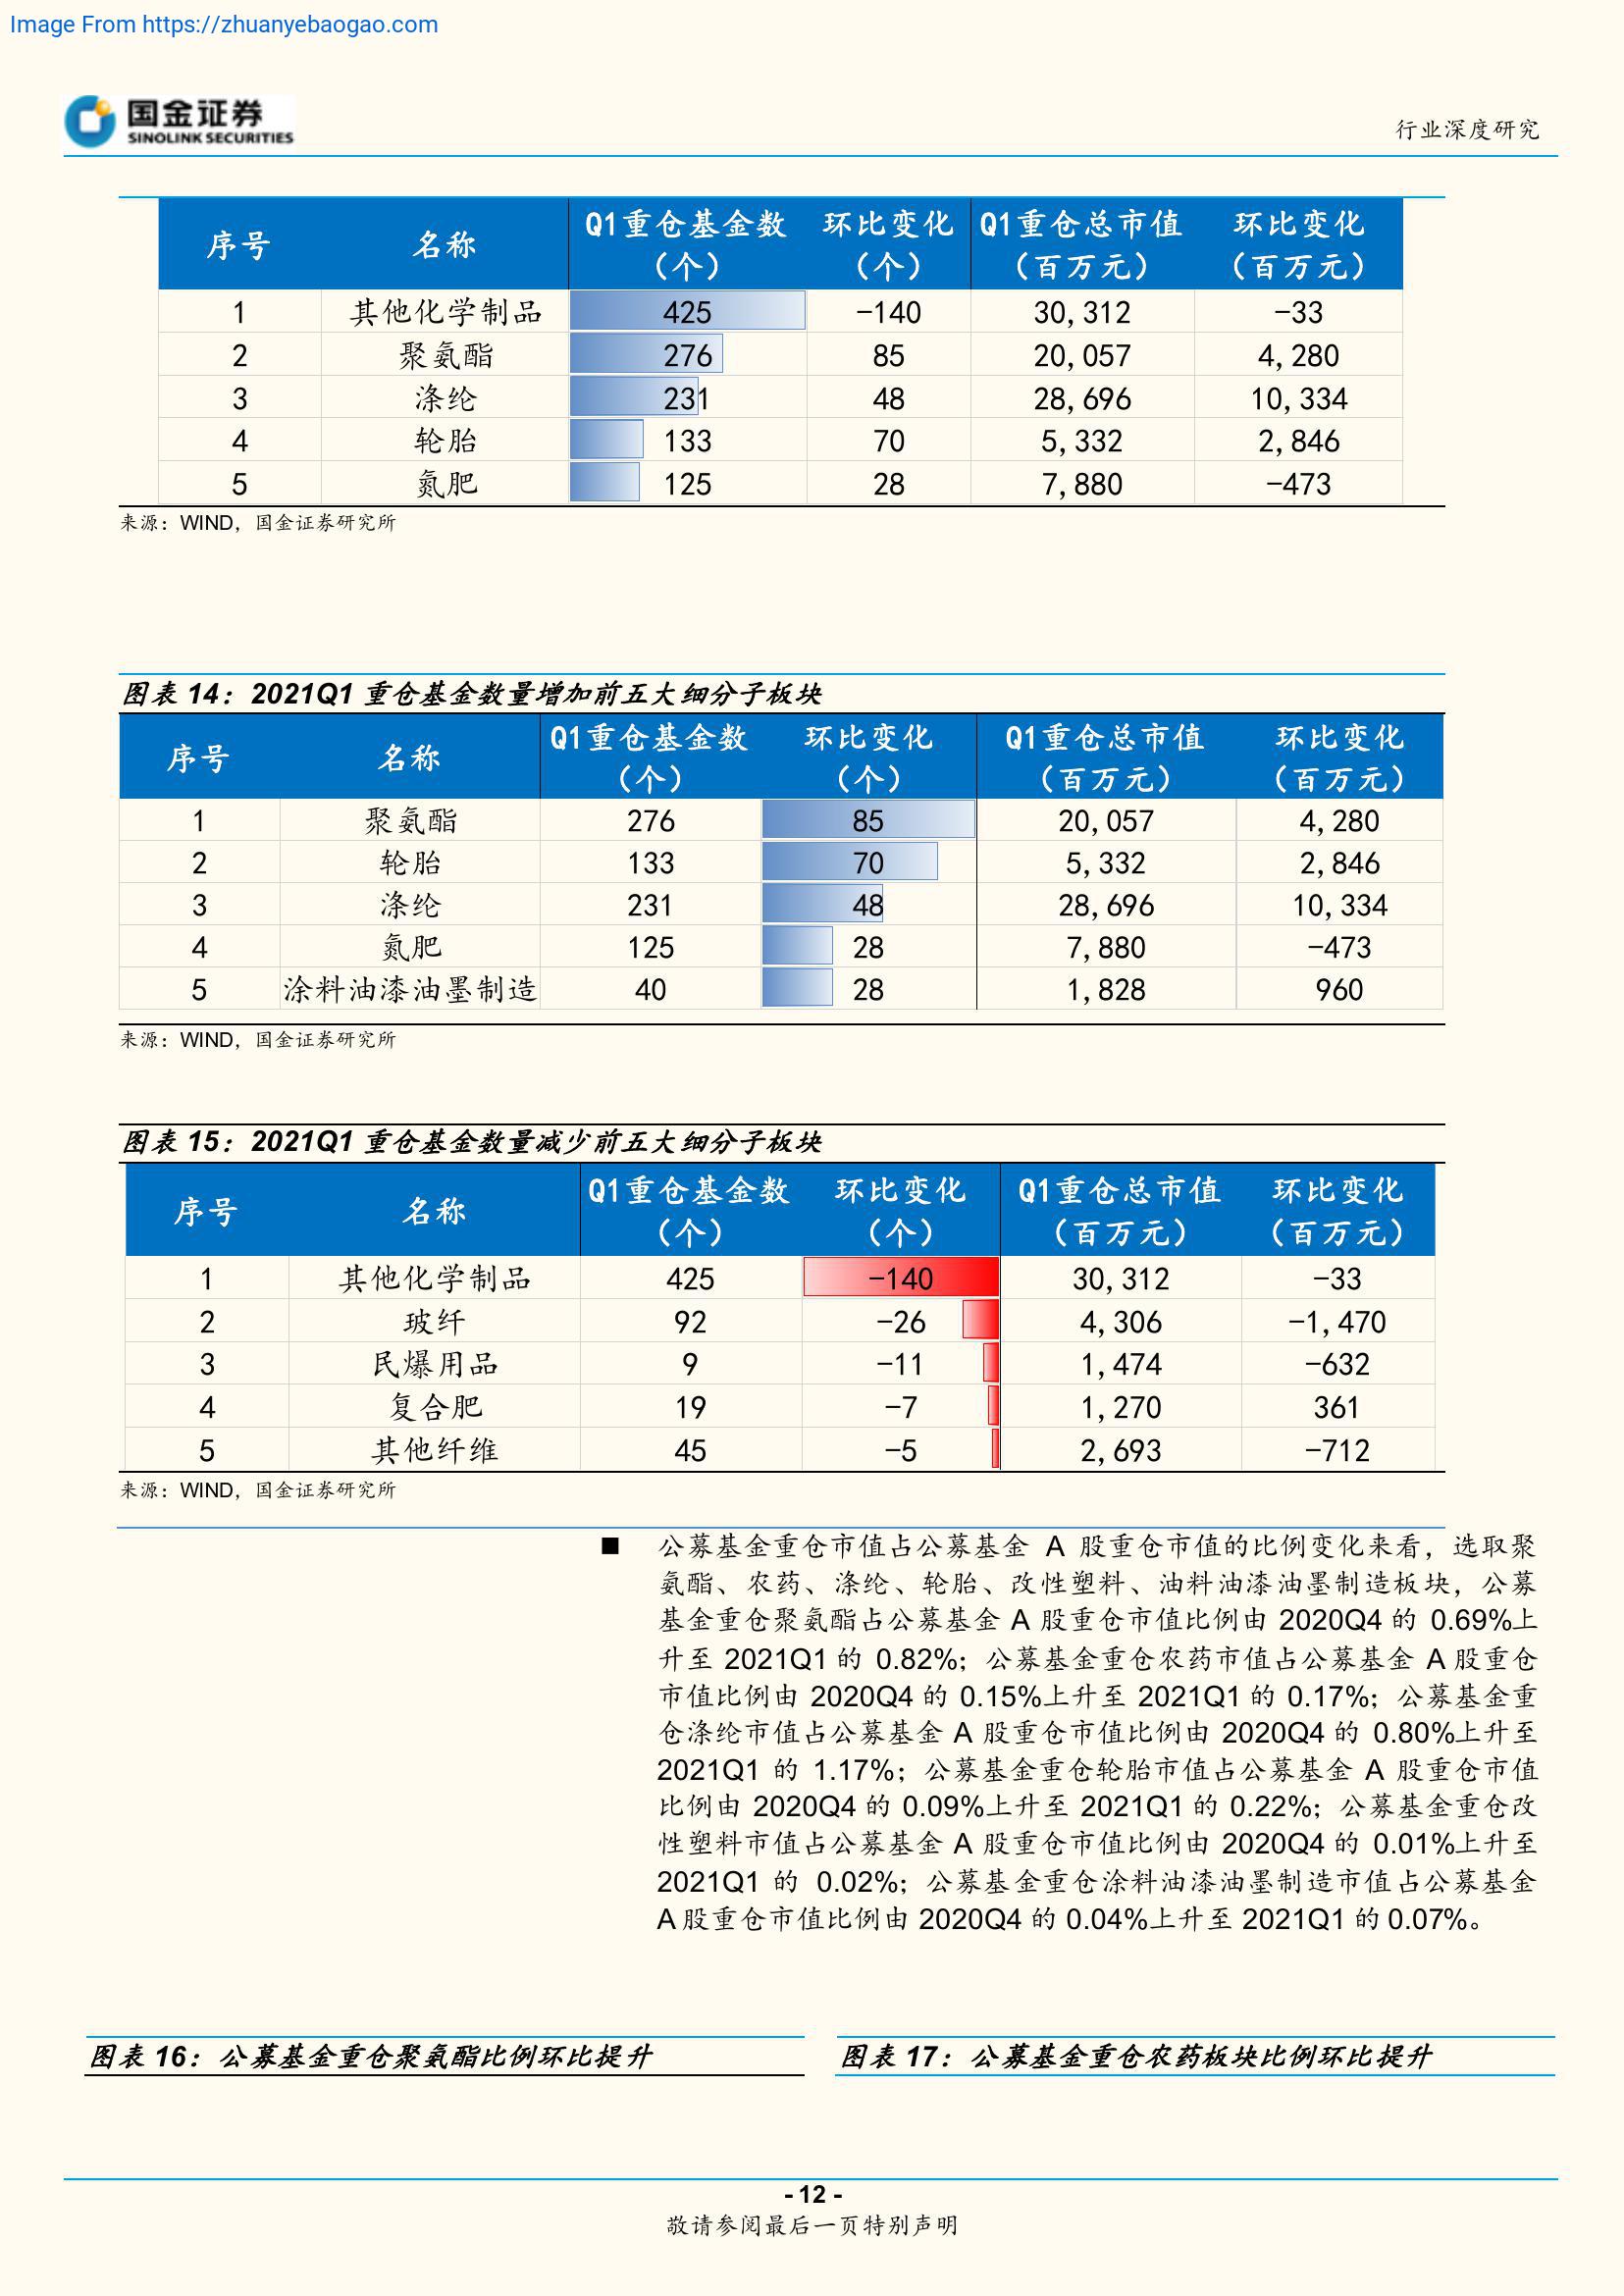 Image From https://zhuanyebaogao.com
国金证券
SINOLINK SECURITIES
行业深度研究
序号 名称 Q1重仓基金数（个） 环比变化（个） Q1重仓总市值（百万元） 环比变化（百万元）
1 其他化学制品 425 -140 30,312 -33
2 聚氨酯 276 85 20,057 4,280
3 涤纶 231 48 28,696 10,334
4 轮胎 133 70 5,332 2,846
5 氮肥 125 28 7,880 -473
来源：WIND，国金证券研究所
图表 14：2021Q1 重仓基金数量增加前五大细分子板块
序号 名称 Q1重仓基金数（个） 环比变化（个） Q1重仓总市值（百万元） 环比变化（百万元）
1 聚氨酯 276 85 20,057 4,280
2 轮胎 133 70 5,332 2,846
3 涤纶 231 48 28,696 10,334
4 氮肥 125 28 7,880 -473
5 涂料油漆油墨制造 40 28 1,828 960
来源：WIND，国金证券研究所
图表 15：2021Q1 重仓基金数量减少前五大细分子板块
序号 名称 Q1重仓基金数（个） 环比变化（个） Q1重仓总市值（百万元） 环比变化（百万元）
1 其他化学制品 425 -140 30,312 -33
2 玻纤 92 -26 4,306 -1,470
3 民爆用品 9 -11 1,474 -632
4 复合肥 19 -7 1,270 361
5 其他纤维 45 -5 2,693 -712
来源：WIND，国金证券研究所
■ 公募基金重仓市值占公募基金 A 股重仓市值的比例变化来看，选取聚
氨酯、农药、涤纶、轮胎、改性塑料、油料油漆油墨制造板块，公募
基金重仓聚氨酯占公募基金 A 股重仓市值比例由 2020Q4 的 0.69%上
升至 2021Q1 的 0.82%；公募基金重仓农药市值占公募基金 A 股重仓
市值比例由 2020Q4 的 0.15%上升至 2021Q1 的 0.17%；公募基金重
仓涤纶市值占公募基金 A 股重仓市值比例由 2020Q4 的 0.80%上升至
2021Q1 的 1.17%；公募基金重仓轮胎市值占公募基金 A 股重仓市值
比例由 2020Q4 的 0.09%上升至 2021Q1 的 0.22%；公募基金重仓改
性塑料市值占公募基金 A 股重仓市值比例由 2020Q4 的 0.01%上升至
2021Q1 的 0.02%；公募基金重仓涂料油漆油墨制造市值占公募基金
A 股重仓市值比例由 2020Q4 的 0.04%上升至 2021Q1 的 0.07%。
图表 16：公募基金重仓聚氨酯比例环比提升
图表 17：公募基金重仓农药板块比例环比提升
- 12 -
敬请参阅最后一页特别声明